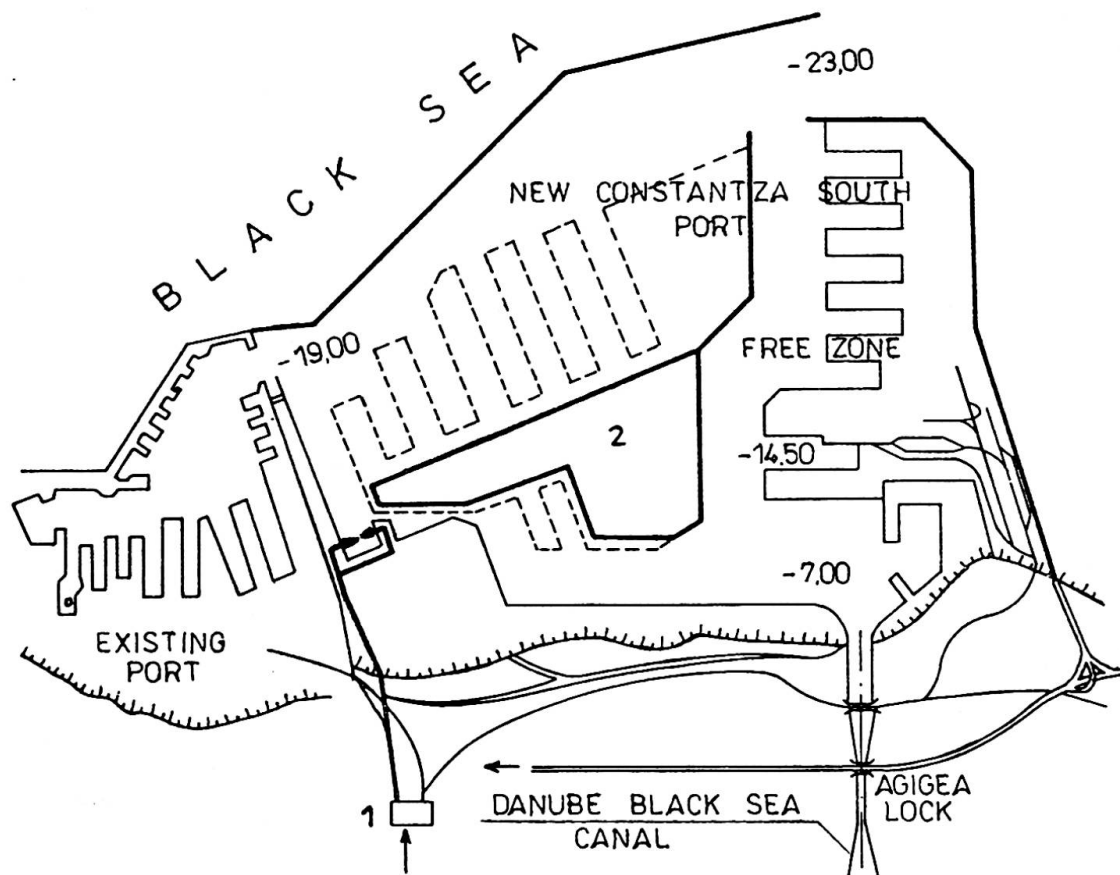 BLACK SEA
-23,00
NEW CONSTANTZA SOUTH
PORT
-19,00
FREE ZONE
2
-14.50
-7,00
EXISTING
PORT
1
AGIGEA
LOCK
DANUBE BLACK SEA
CANAL